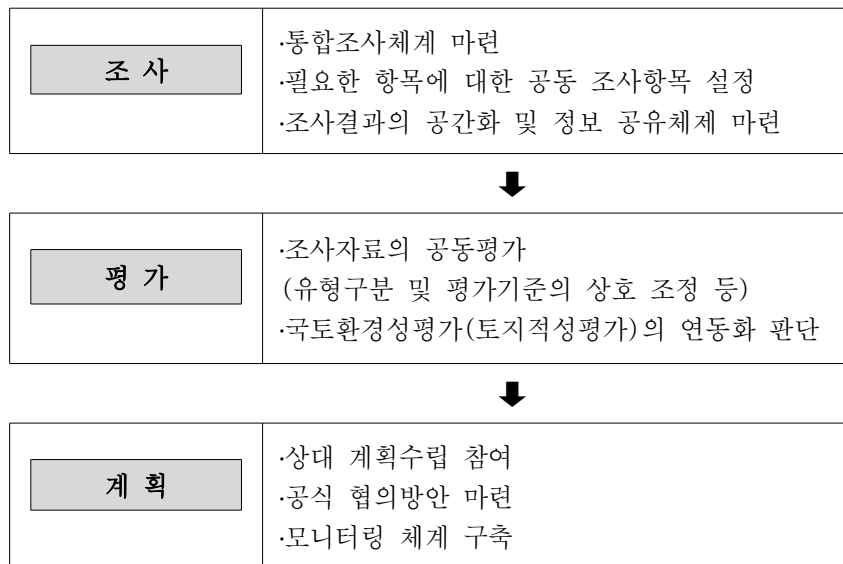 조 사
·통합조사체계 마련
·필요한 항목에 대한 공동 조사항목 설정
·조사결과의 공간화 및 정보 공유체제 마련
평 가
·조사자료의 공동평가
(유형구분 및 평가기준의 상호 조정 등)
·국토환경성평가(토지적성평가)의 연동화 판단
계 획
·상대 계획수립 참여
·공식 협의방안 마련
·모니터링 체계 구축